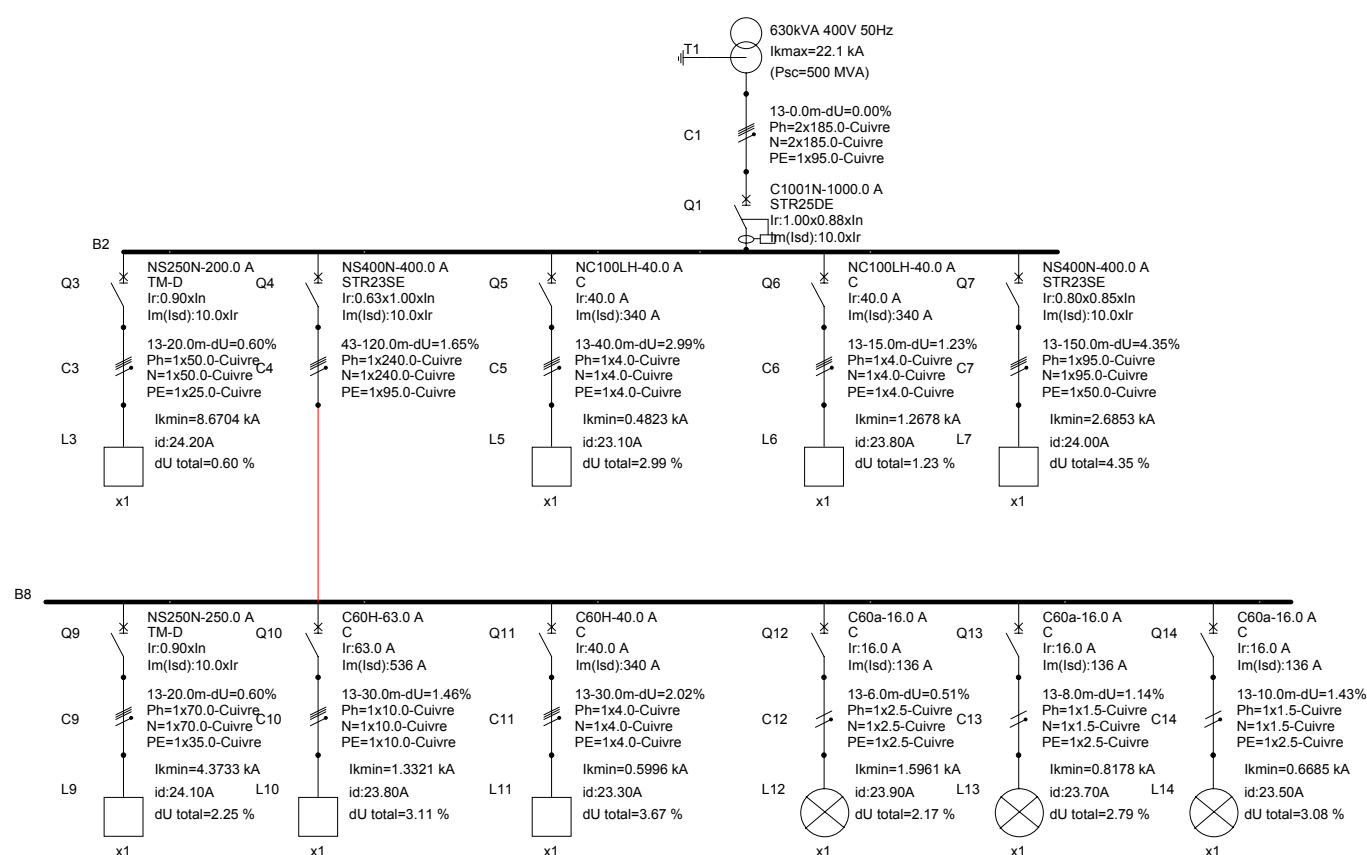 630kVA 400V 50Hz
T1
Ikmax=22.1 kA
(Psc=500 MVA)
13-0.0m-dU=0.00%
C1
Ph=2x185.0-Cuivre
N=2x185.0-Cuivre
PE=1x95.0-Cuivre
C1001N-1000.0 A
Q1
STR25DE
Ir:1.00x0.88xIn
Im(Isd):10.0xIr
B2
Q3
NS250N-200.0 A
TM-D
Ir:0.90xIn
Im(Isd):10.0xIr
C3
13-20.0m-dU=0.60%
Ph=1x50.0-Cuivre
N=1x50.0-Cuivre
PE=1x25.0-Cuivre
L3
Ikmin=8.6704 kA
id:24.20A
dU total=0.60 %
x1
Q4
NS400N-400.0 A
STR23SE
Ir:0.63x1.00xIn
Im(Isd):10.0xIr
C4
43-120.0m-dU=1.65%
Ph=1x240.0-Cuivre
N=1x240.0-Cuivre
PE=1x95.0-Cuivre
Q5
NC100LH-40.0 A
C
Ir:40.0 A
Im(Isd):340 A
C5
13-40.0m-dU=2.99%
Ph=1x4.0-Cuivre
N=1x4.0-Cuivre
PE=1x4.0-Cuivre
L5
Ikmin=0.4823 kA
id:23.10A
dU total=2.99 %
x1
Q6
NC100LH-40.0 A
C
Ir:40.0 A
Im(Isd):340 A
C6
13-15.0m-dU=1.23%
Ph=1x4.0-Cuivre
N=1x4.0-Cuivre
PE=1x4.0-Cuivre
L6
Ikmin=1.2678 kA
id:23.80A
dU total=1.23 %
x1
Q7
NS400N-400.0 A
STR23SE
Ir:0.80x0.85xIn
Im(Isd):10.0xIr
C7
13-150.0m-dU=4.35%
Ph=1x95.0-Cuivre
N=1x95.0-Cuivre
PE=1x50.0-Cuivre
L7
Ikmin=2.6853 kA
id:24.00A
dU total=4.35 %
x1
B8
Q9
NS250N-250.0 A
TM-D
Ir:0.90xIn
Im(Isd):10.0xIr
C9
13-20.0m-dU=0.60%
Ph=1x70.0-Cuivre
N=1x70.0-Cuivre
PE=1x35.0-Cuivre
L9
Ikmin=4.3733 kA
id:24.10A
dU total=2.25 %
x1
Q10
C60H-63.0 A
C
Ir:63.0 A
Im(Isd):536 A
C10
13-30.0m-dU=1.46%
Ph=1x10.0-Cuivre
N=1x10.0-Cuivre
PE=1x10.0-Cuivre
L10
Ikmin=1.3321 kA
id:23.80A
dU total=3.11 %
x1
Q11
C60H-40.0 A
C
Ir:40.0 A
Im(Isd):340 A
C11
13-30.0m-dU=2.02%
Ph=1x4.0-Cuivre
N=1x4.0-Cuivre
PE=1x4.0-Cuivre
L11
Ikmin=0.5996 kA
id:23.30A
dU total=3.67 %
x1
Q12
C60a-16.0 A
C
Ir:16.0 A
Im(Isd):136 A
C12
13-6.0m-dU=0.51%
Ph=1x2.5-Cuivre
N=1x2.5-Cuivre
PE=1x2.5-Cuivre
L12
Ikmin=1.5961 kA
id:23.90A
dU total=2.17 %
x1
Q13
C60a-16.0 A
C
Ir:16.0 A
Im(Isd):136 A
C13
13-8.0m-dU=1.14%
Ph=1x1.5-Cuivre
N=1x1.5-Cuivre
PE=1x2.5-Cuivre
L13
Ikmin=0.8178 kA
id:23.70A
dU total=2.79 %
x1
Q14
C60a-16.0 A
C
Ir:16.0 A
Im(Isd):136 A
C14
13-10.0m-dU=1.43%
Ph=1x1.5-Cuivre
N=1x1.5-Cuivre
PE=1x2.5-Cuivre
L14
Ikmin=0.6685 kA
id:23.50A
dU total=3.08 %
x1